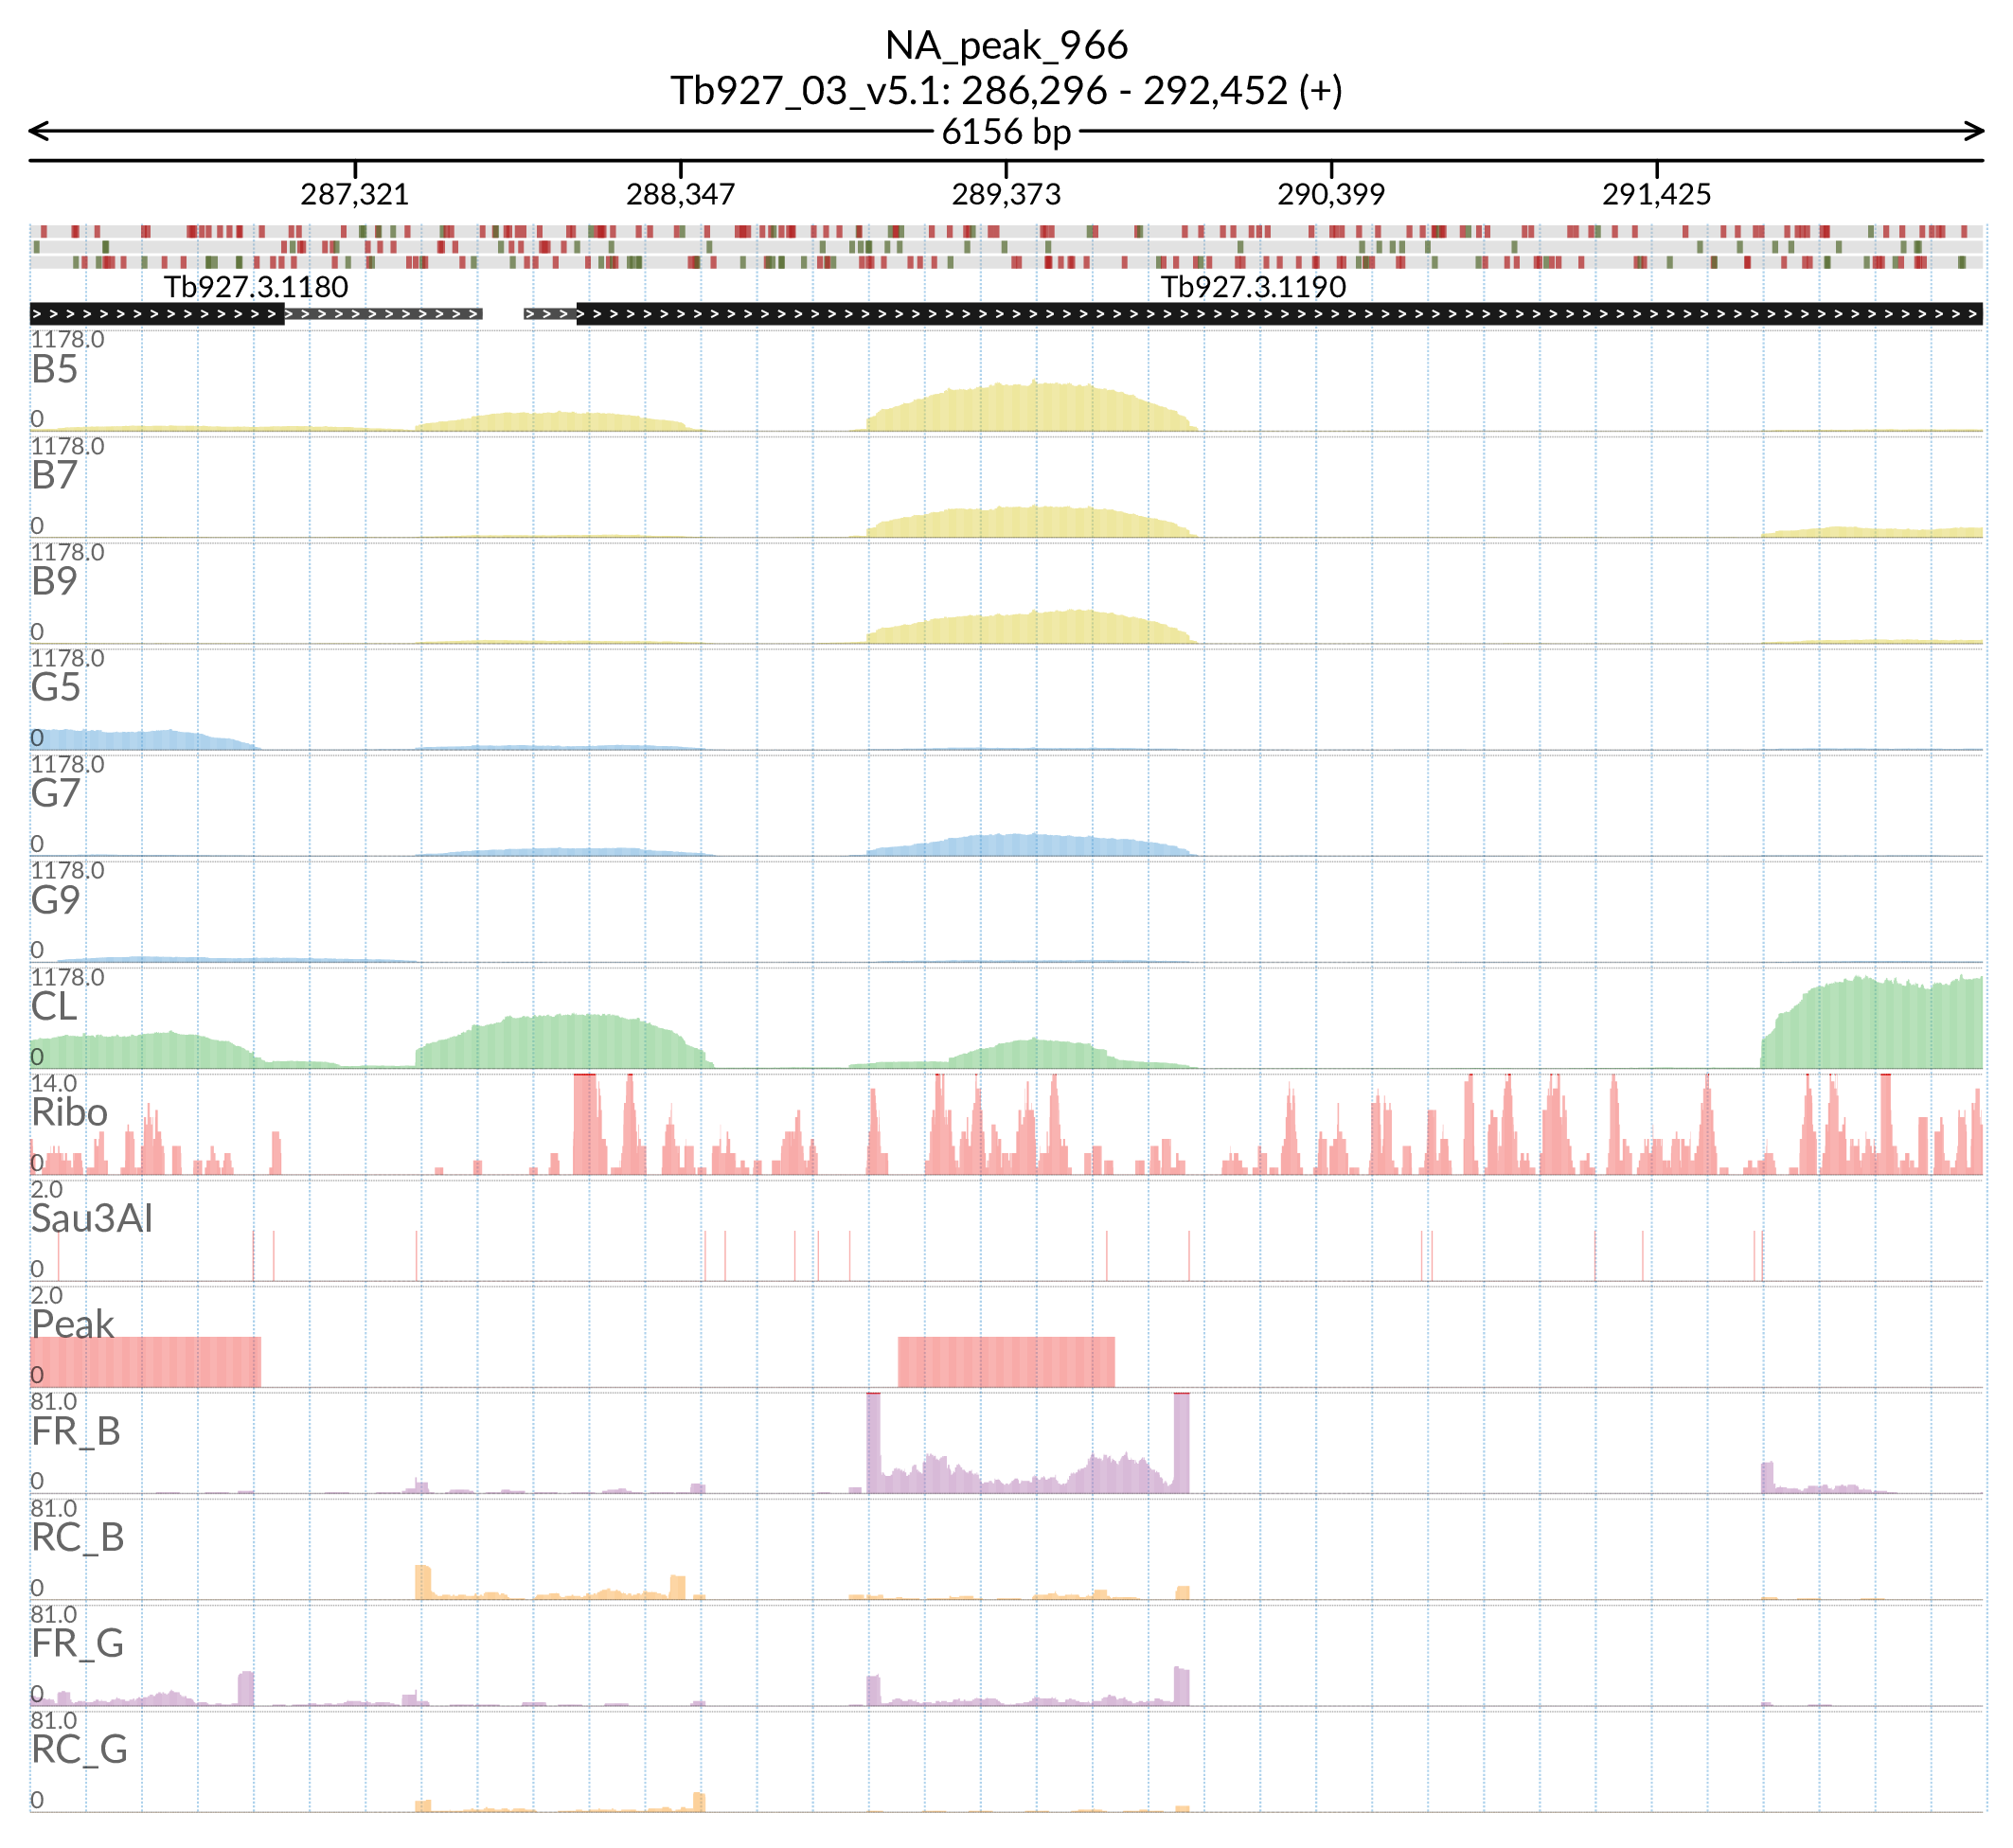 NA_peak_966
Tb927_03_v5.1: 286,296 - 292,452 (+)
6156 bp
287,321 288,347 289,373 290,399 291,425
Tb927.3.1180 Tb927.3.1190
1178.0
B5
0
1178.0
B7
0
1178.0
B9
0
1178.0
G5
0
1178.0
G7
0
1178.0
G9
0
1178.0
CL
0
14.0
Ribo
0
2.0
Sau3AI
0
2.0
Peak
0
81.0
FR_B
0
81.0
RC_B
0
81.0
FR_G
0
81.0
RC_G
0